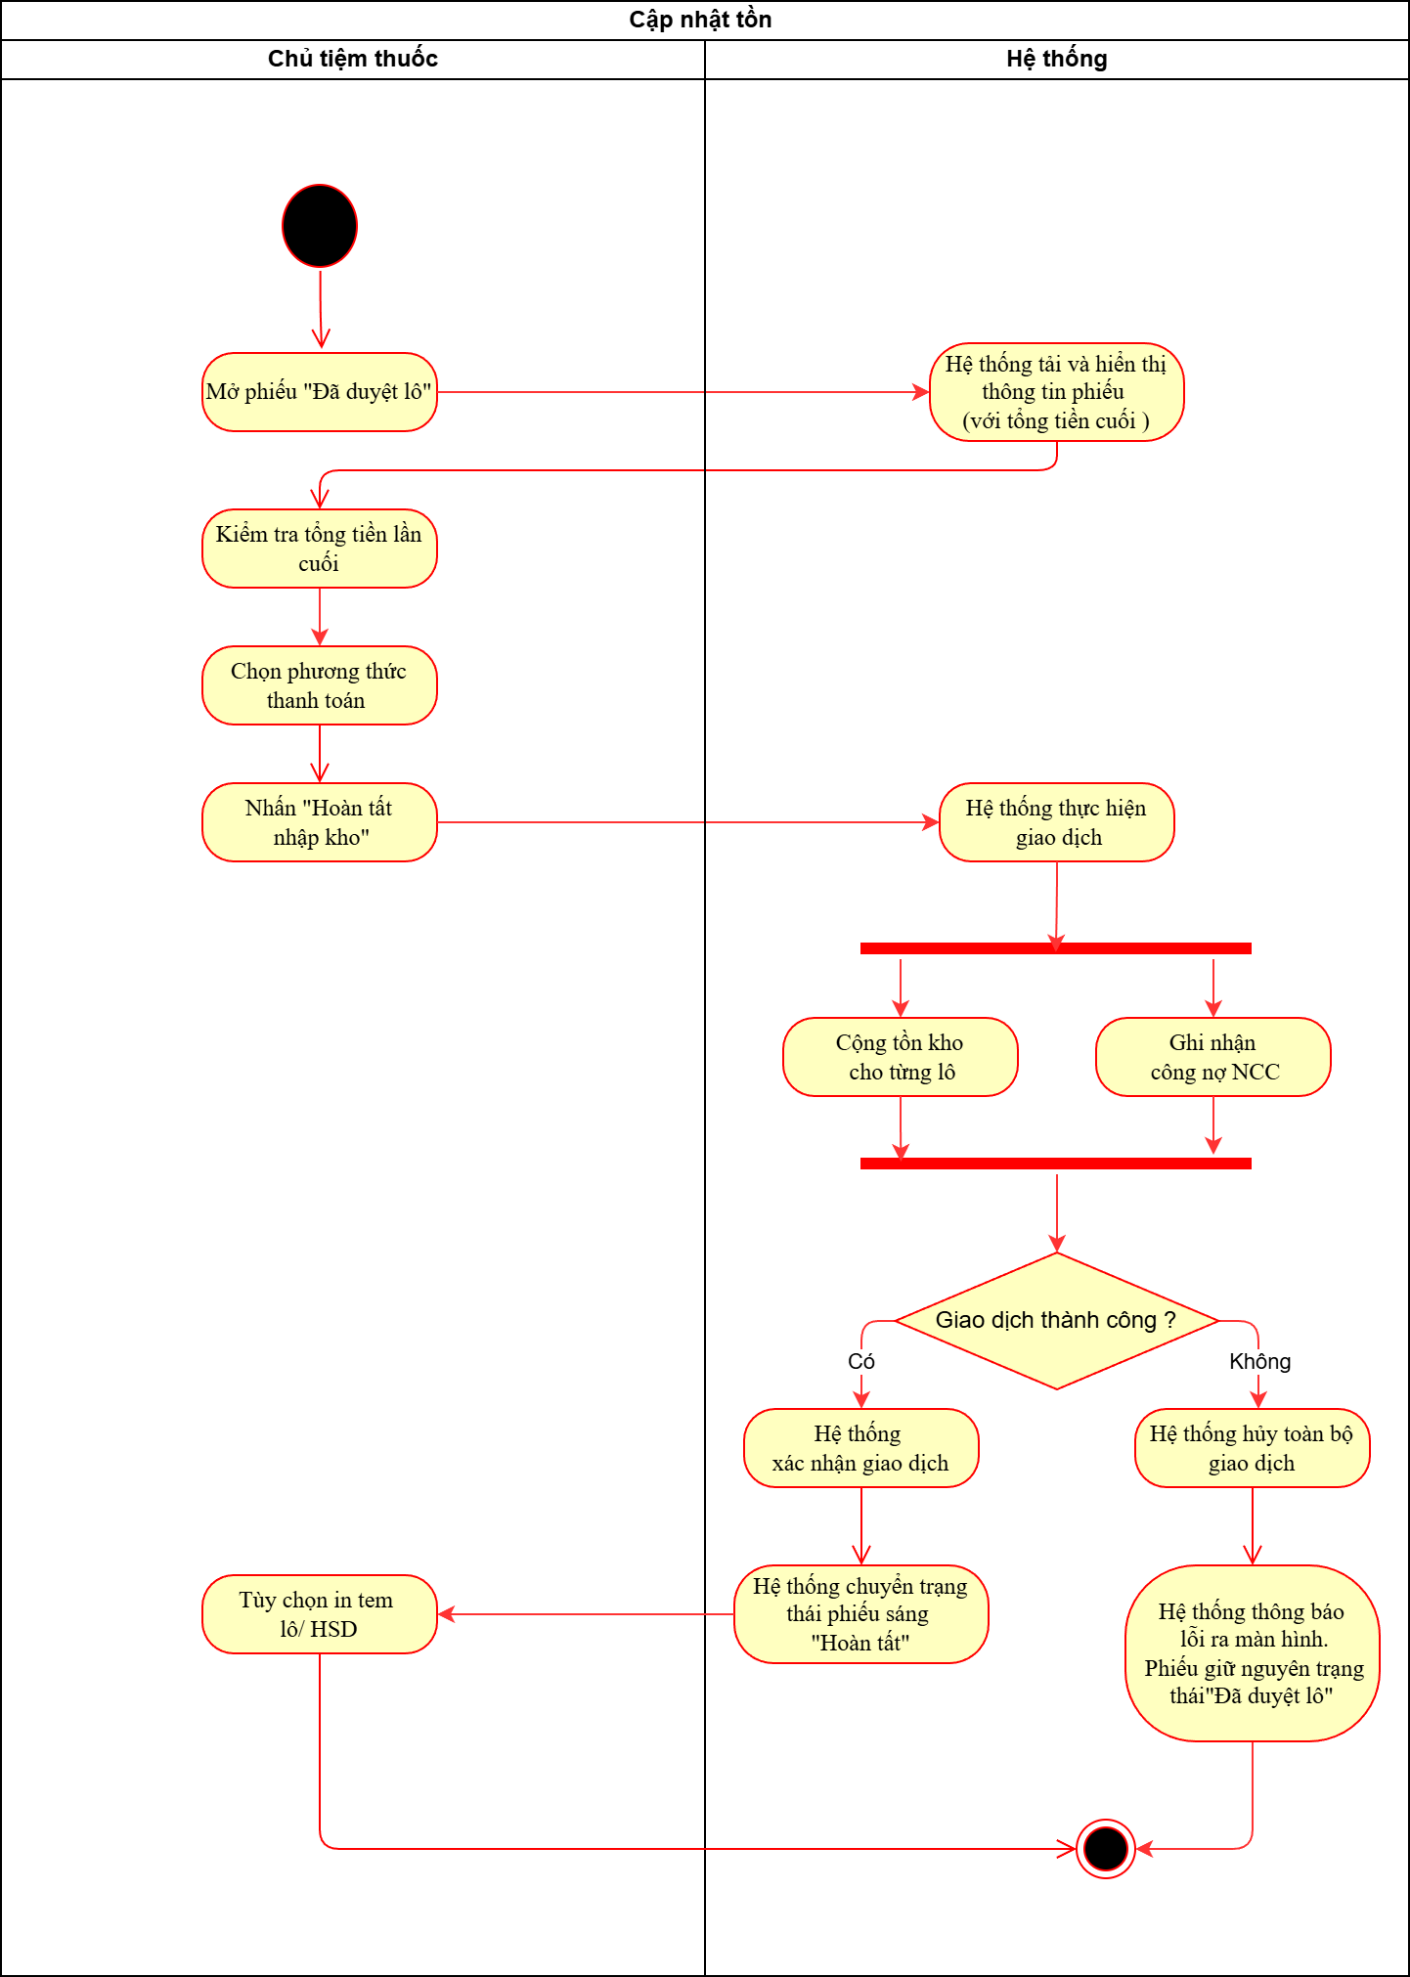 Cập nhật tồn
Chủ tiệm thuốc
Hệ thống
Mở phiếu "Đã duyệt lô"
Hệ thống tải và hiển thị
thông tin phiếu
(với tổng tiền cuối )
Kiểm tra tổng tiền lần
cuối
Chọn phương thức
thanh toán
Nhấn "Hoàn tất
nhập kho"
Hệ thống thực hiện
giao dịch
Cộng tồn kho
cho từng lô
Ghi nhận
công nợ NCC
Giao dịch thành công ?
Có
Không
Hệ thống
xác nhận giao dịch
Hệ thống hủy toàn bộ
giao dịch
Tùy chọn in tem
lô/ HSD
Hệ thống chuyển trạng
thái phiếu sáng
"Hoàn tất"
Hệ thống thông báo
lỗi ra màn hình.
Phiếu giữ nguyên trạng
thái"Đã duyệt lô"